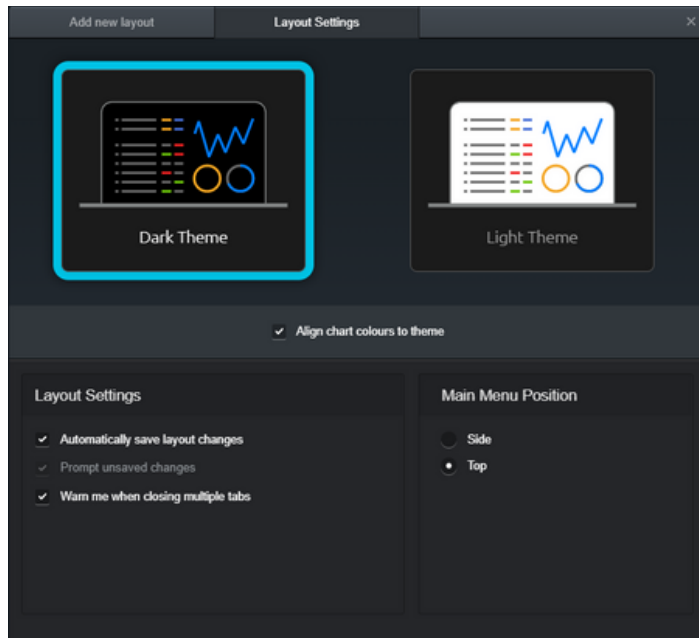 Add new layout
Layout Settings
Dark Theme
Light Theme
Align chart colours to theme
Layout Settings
Automatically save layout changes
Prompt unsaved changes
Warn me when closing multiple tabs
Main Menu Position
Side
Top